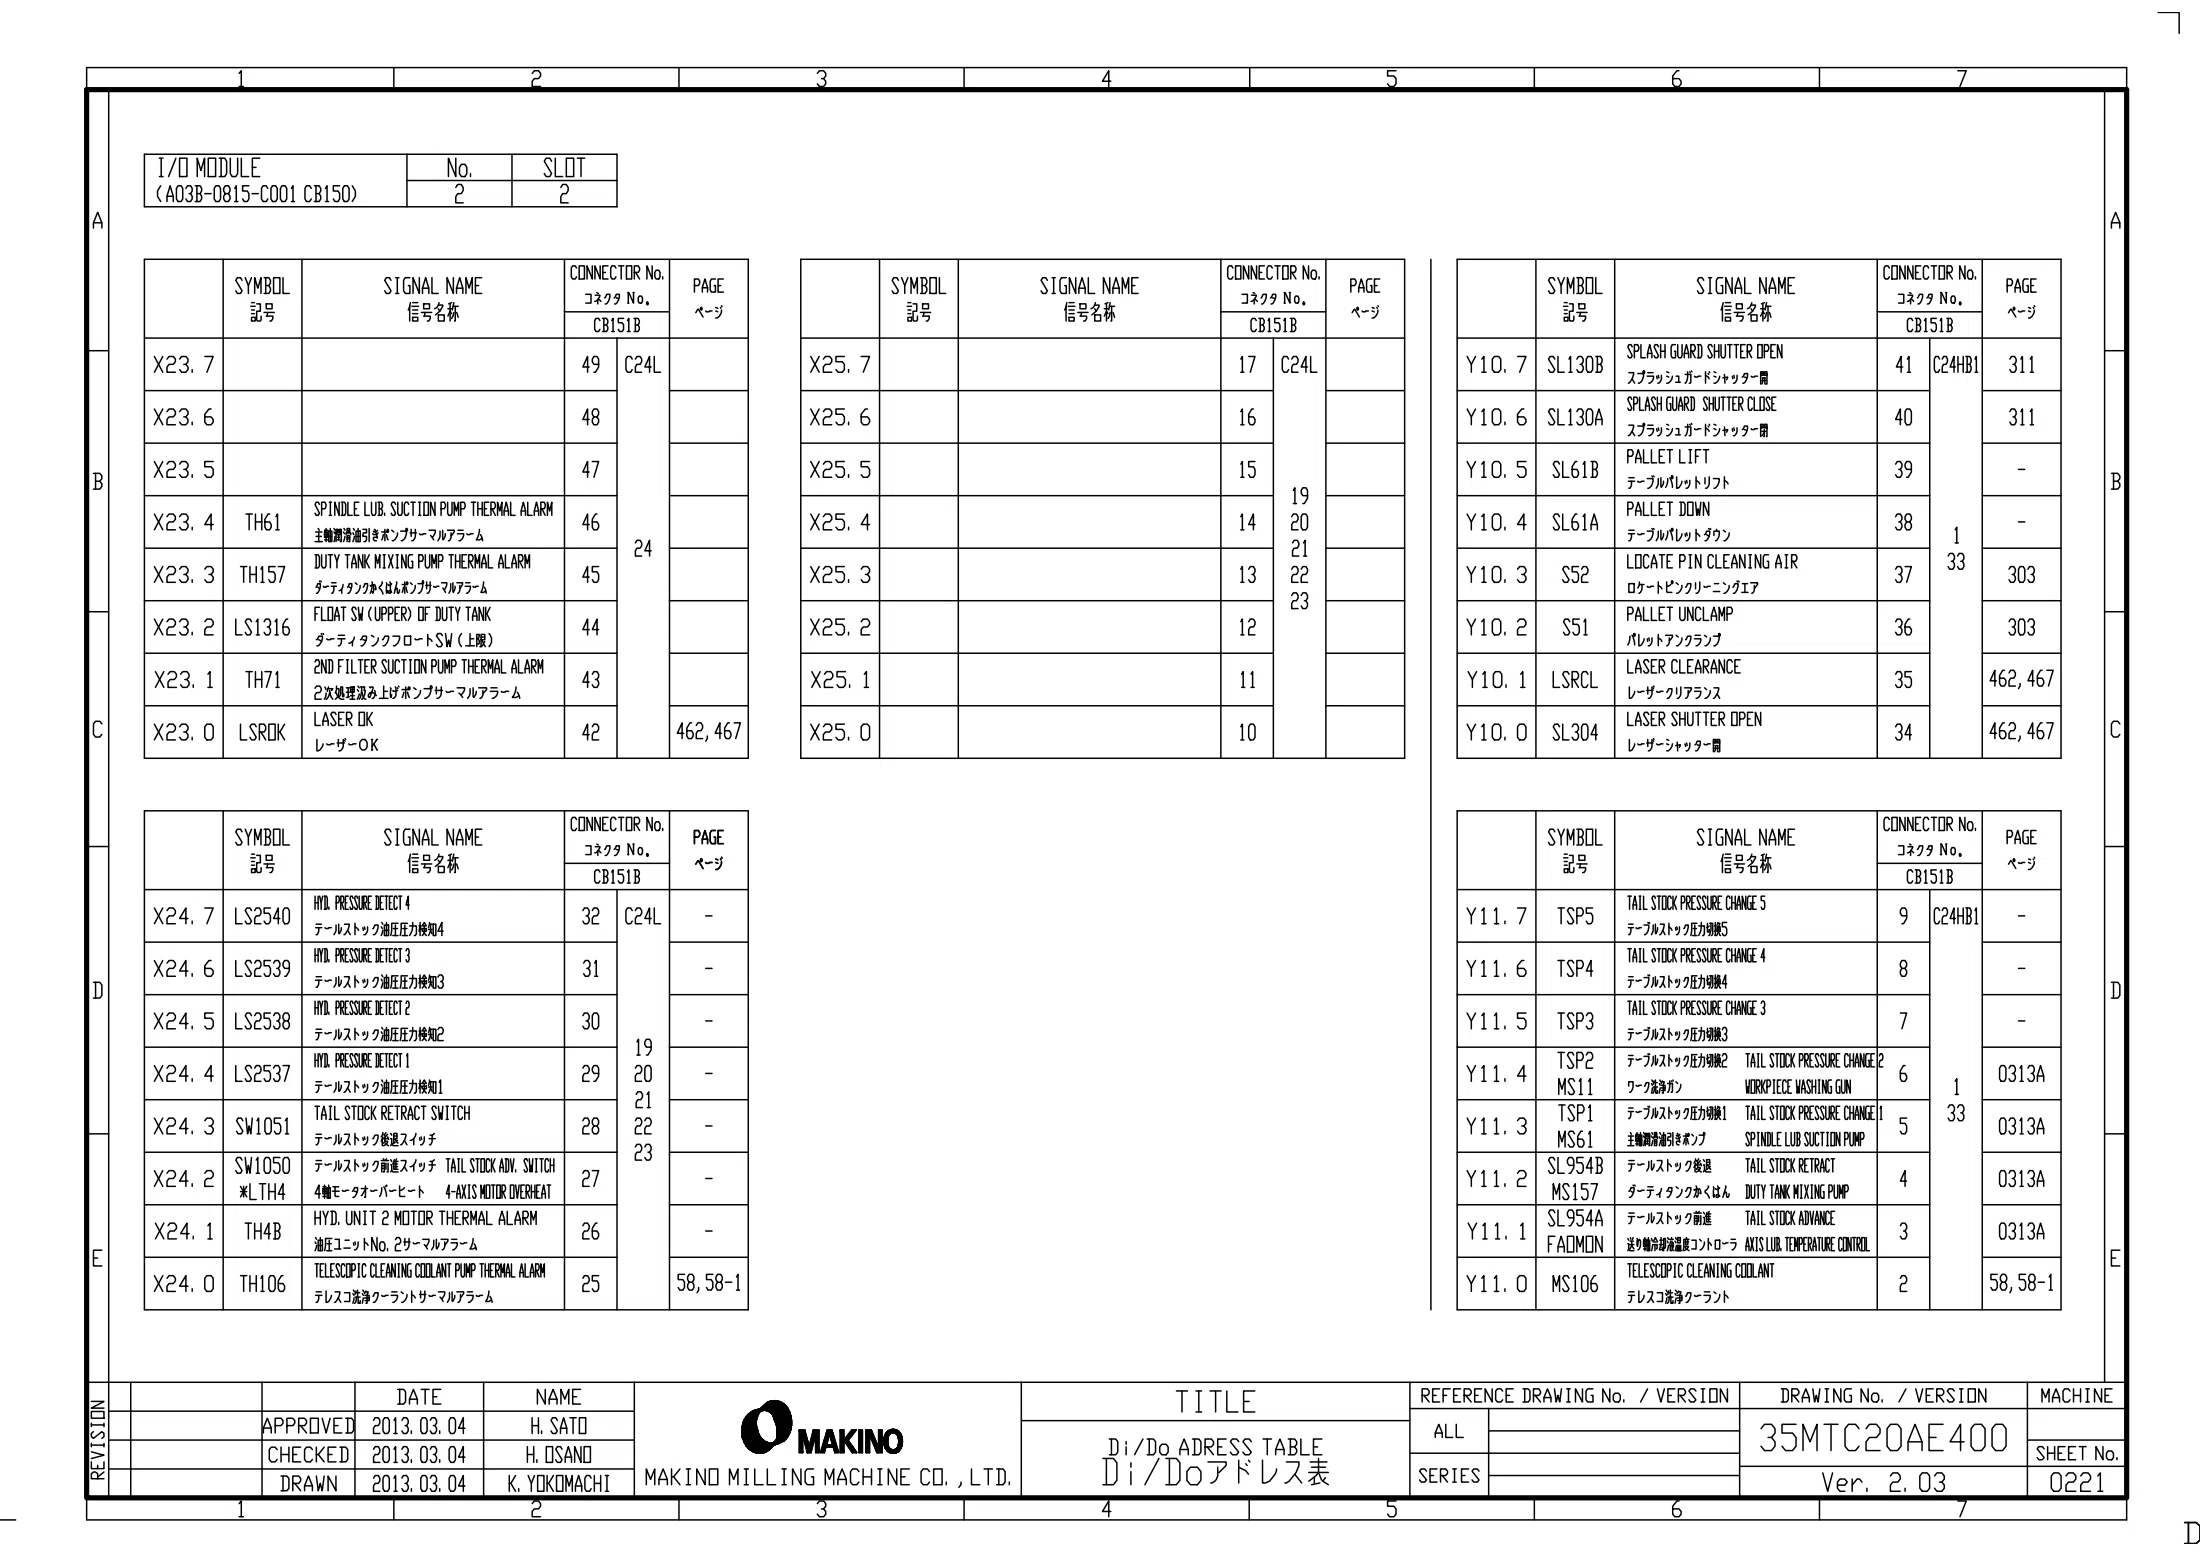 1 2 3 4 5 6 7
I/O MODULE No. SLOT
(A03B-0815-C001 CB150) 2 2
A A
B B
C C
D D
E E
SYMBOL SIGNAL NAME CONNECTOR No. PAGE
記号 信号名称 コネクタ No. ページ
CB151B
X23. 7 49 C24L
X23. 6 48
X23. 5 47
X23. 4 TH61 SPINDLE LUB. SUCTION PUMP THERMAL ALARM 46
主軸潤滑油引きポンプサーマルアラーム
24
X23. 3 TH157 DUTY TANK MIXING PUMP THERMAL ALARM 45
ダーティタンクかくはんポンプサーマルアラーム
X23. 2 LS1316 FLOAT SW (UPPER) OF DUTY TANK 44
ダーティタンクフロートSW (上限)
X23. 1 TH71 2ND FILTER SUCTION PUMP THERMAL ALARM 43
2次処理汲み上げポンプサーマルアラーム
X23. 0 LSROK LASER OK 42 462, 467
レーザーOK
SYMBOL SIGNAL NAME CONNECTOR No. PAGE
記号 信号名称 コネクタ No. ページ
CB151B
X25. 7 17 C24L
X25. 6 16
X25. 5 15
19
X25. 4 14 20
21
X25. 3 13 22
23
X25. 2 12
X25. 1 11
X25. 0 10
SYMBOL SIGNAL NAME CONNECTOR No. PAGE
記号 信号名称 コネクタ No. ページ
CB151B
Y10. 7 SL130B SPLASH GUARD SHUTTER OPEN 41 C24HB1 311
スプラッシュガードシャッター開
Y10. 6 SL130A SPLASH GUARD SHUTTER CLOSE 40 311
スプラッシュガードシャッター閉
Y10. 5 SL61B PALLET LIFT 39 -
テーブルパレットリフト
Y10. 4 SL61A PALLET DOWN 38 -
テーブルパレットダウン
1
33
Y10. 3 S52 LOCATE PIN CLEANING AIR 37 303
ロケートピンクリーニングエア
Y10. 2 S51 PALLET UNCLAMP 36 303
パレットアンクランプ
Y10. 1 LSRCL LASER CLEARANCE 35 462, 467
レーザークリアランス
Y10. 0 SL304 LASER SHUTTER OPEN 34 462, 467
レーザーシャッター開
SYMBOL SIGNAL NAME CONNECTOR No. PAGE
記号 信号名称 コネクタ No. ページ
CB151B
X24. 7 LS2540 HYD. PRESSURE DETECT 4 32 C24L -
テールストック油圧圧力検知4
X24. 6 LS2539 HYD. PRESSURE DETECT 3 31 -
テールストック油圧圧力検知3
X24. 5 LS2538 HYD. PRESSURE DETECT 2 30 -
テールストック油圧圧力検知2
19
X24. 4 LS2537 HYD. PRESSURE DETECT 1 29 20 -
テールストック油圧圧力検知1
21
X24. 3 SW1051 TAIL STOCK RETRACT SWITCH 28 22 -
テールストック後退スイッチ
23
SW1050 テールストック前進スイッチ TAIL STOCK ADV. SWITCH
X24. 2 27 -
*LTH4 4軸モータオーバーヒート 4-AXIS MOTOR OVERHEAT
X24. 1 TH4B HYD. UNIT 2 MOTOR THERMAL ALARM 26 -
油圧ユニットNo. 2サーマルアラーム
X24. 0 TH106 TELESCOPIC CLEANING COOLANT PUMP THERMAL ALARM 25 58, 58-1
テレスコ洗浄クーラントサーマルアラーム
SYMBOL SIGNAL NAME CONNECTOR No. PAGE
記号 信号名称 コネクタ No. ページ
CB151B
Y11. 7 TSP5 TAIL STOCK PRESSURE CHANGE 5 9 C24HB1 -
テーブルストック圧力切換5
Y11. 6 TSP4 TAIL STOCK PRESSURE CHANGE 4 8 -
テーブルストック圧力切換4
Y11. 5 TSP3 TAIL STOCK PRESSURE CHANGE 3 7 -
テーブルストック圧力切換3
TSP2 テーブルストック圧力切換2 TAIL STOCK PRESSURE CHANGE 2
Y11. 4 6 0313A
MS11 ワーク洗浄ガン WORKPIECE WASHING GUN 1
TSP1 テーブルストック圧力切換1 TAIL STOCK PRESSURE CHANGE 1 33
Y11. 3 5 0313A
MS61 主軸潤滑油引きポンプ SPINDLE LUB SUCTION PUMP
SL954B テールストック後退 TAIL STOCK RETRACT
Y11. 2 4 0313A
MS157 ダーティタンクかくはん DUTY TANK MIXING PUMP
SL954A テールストック前進 TAIL STOCK ADVANCE
Y11. 1 3 0313A
FAOMON 送り軸冷却液温度コントローラ AXIS LUB. TEMPERATURE CONTROL
Y11. 0 MS106 TELESCOPIC CLEANING COOLANT 2 58, 58-1
テレスコ洗浄クーラント
REVISION
DATE NAME
APPROVED 2013. 03. 04 H. SATO
CHECKED 2013. 03. 04 H. OSANO
DRAWN 2013. 03. 04 K. YOKOMACHI
MAKINO
MAKINO MILLING MACHINE CO. , LTD.
TITLE
Di/Do ADRESS TABLE
Di/Doアドレス表
REFERENCE DRAWING No. / VERSION
ALL
SERIES
DRAWING No. / VERSION
35MTC20AE400
Ver. 2. 03
MACHINE
SHEET No.
0221
1 2 3 4 5 6 7
D